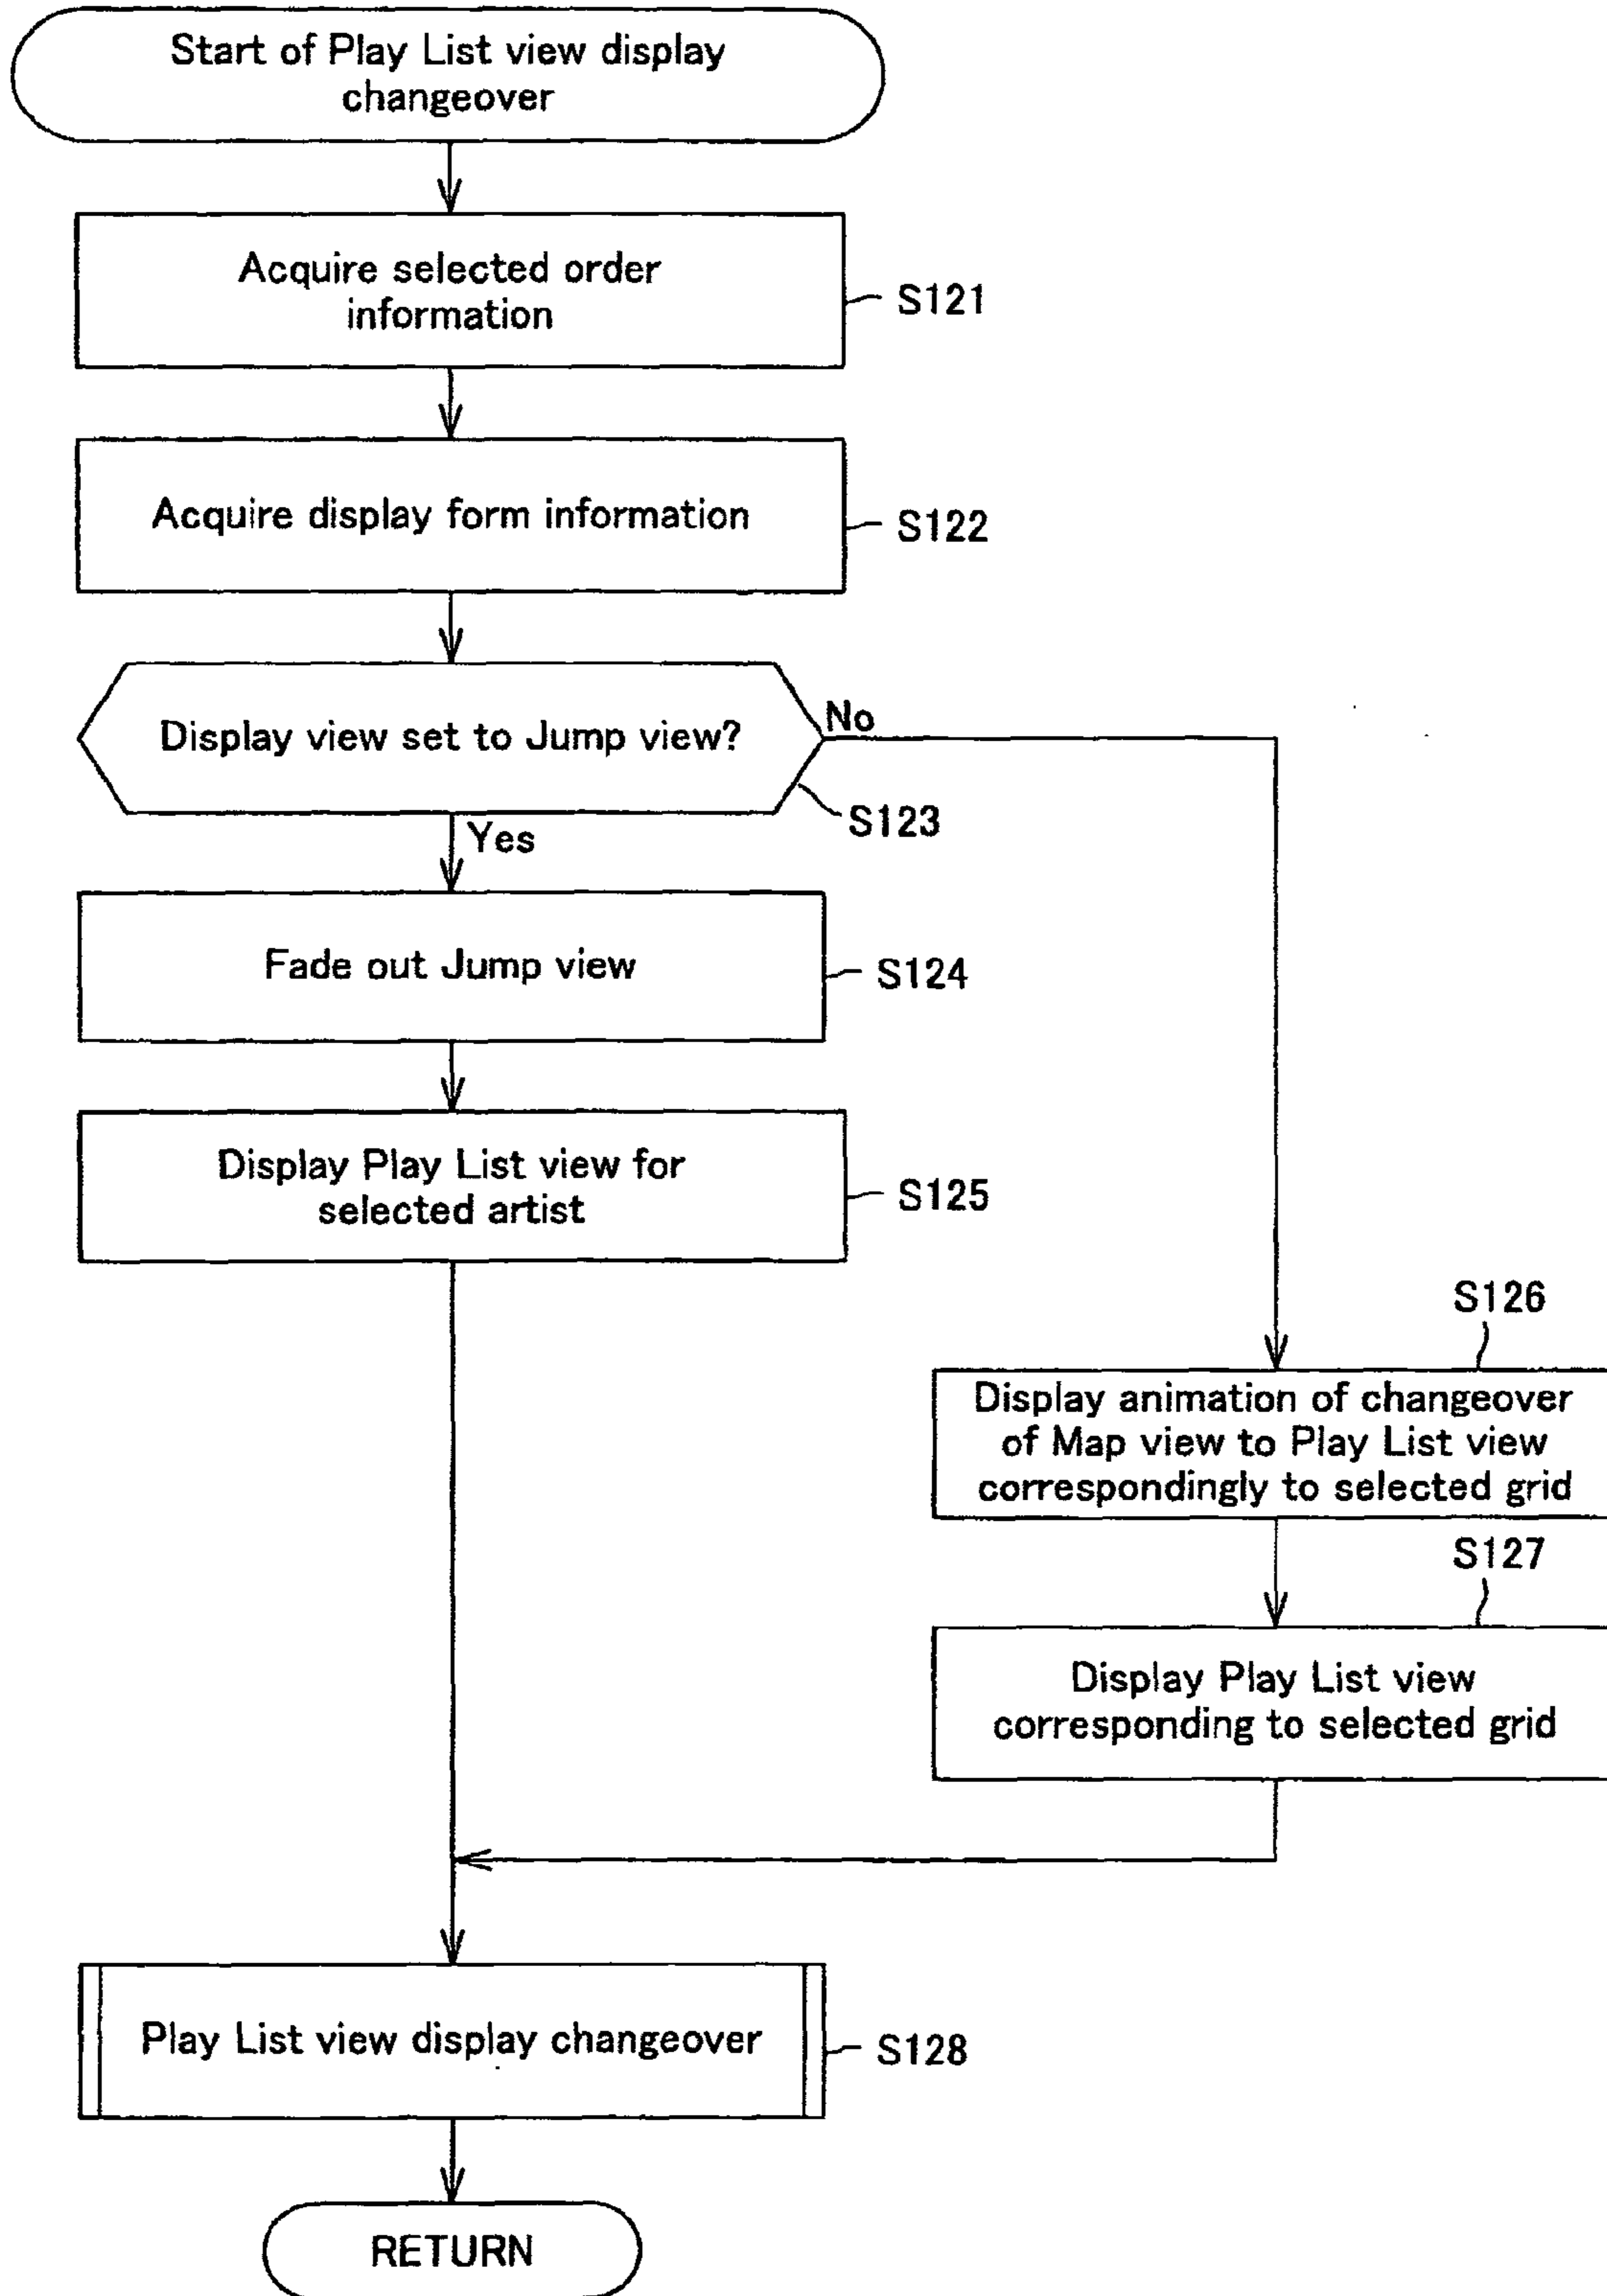 Start of Play List view display
changeover
Acquire selected order
information
S121
Acquire display form information
S122
Display view set to Jump view?
No
S123
Yes
Fade out Jump view
S124
Display Play List view for
selected artist
S125
S126
Display animation of changeover
of Map view to Play List view
correspondingly to selected grid
S127
Display Play List view
corresponding to selected grid
Play List view display changeover
S128
RETURN